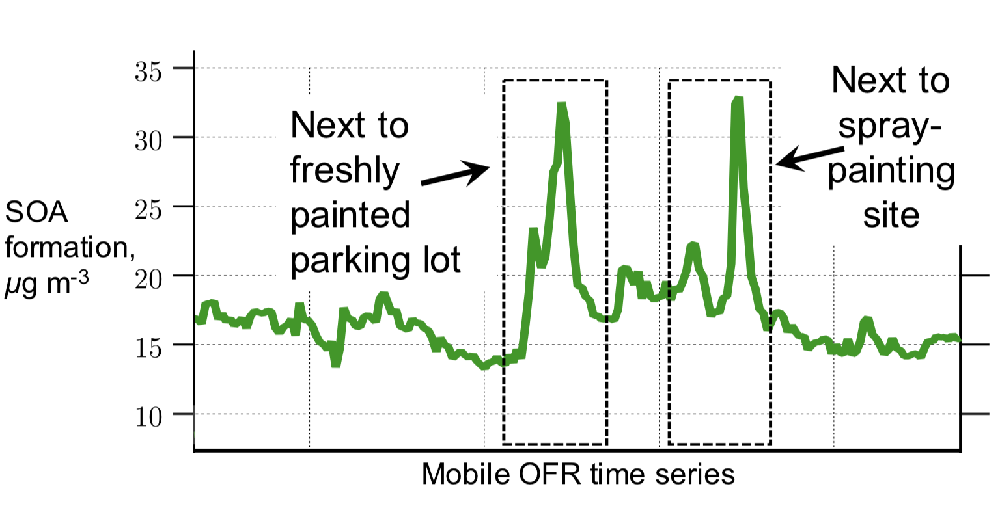 35
30
25
20
15
10
SOA
formation,
µg m-3
Next to
freshly
painted
parking lot
Next to
spray-
painting
site
Mobile OFR time series